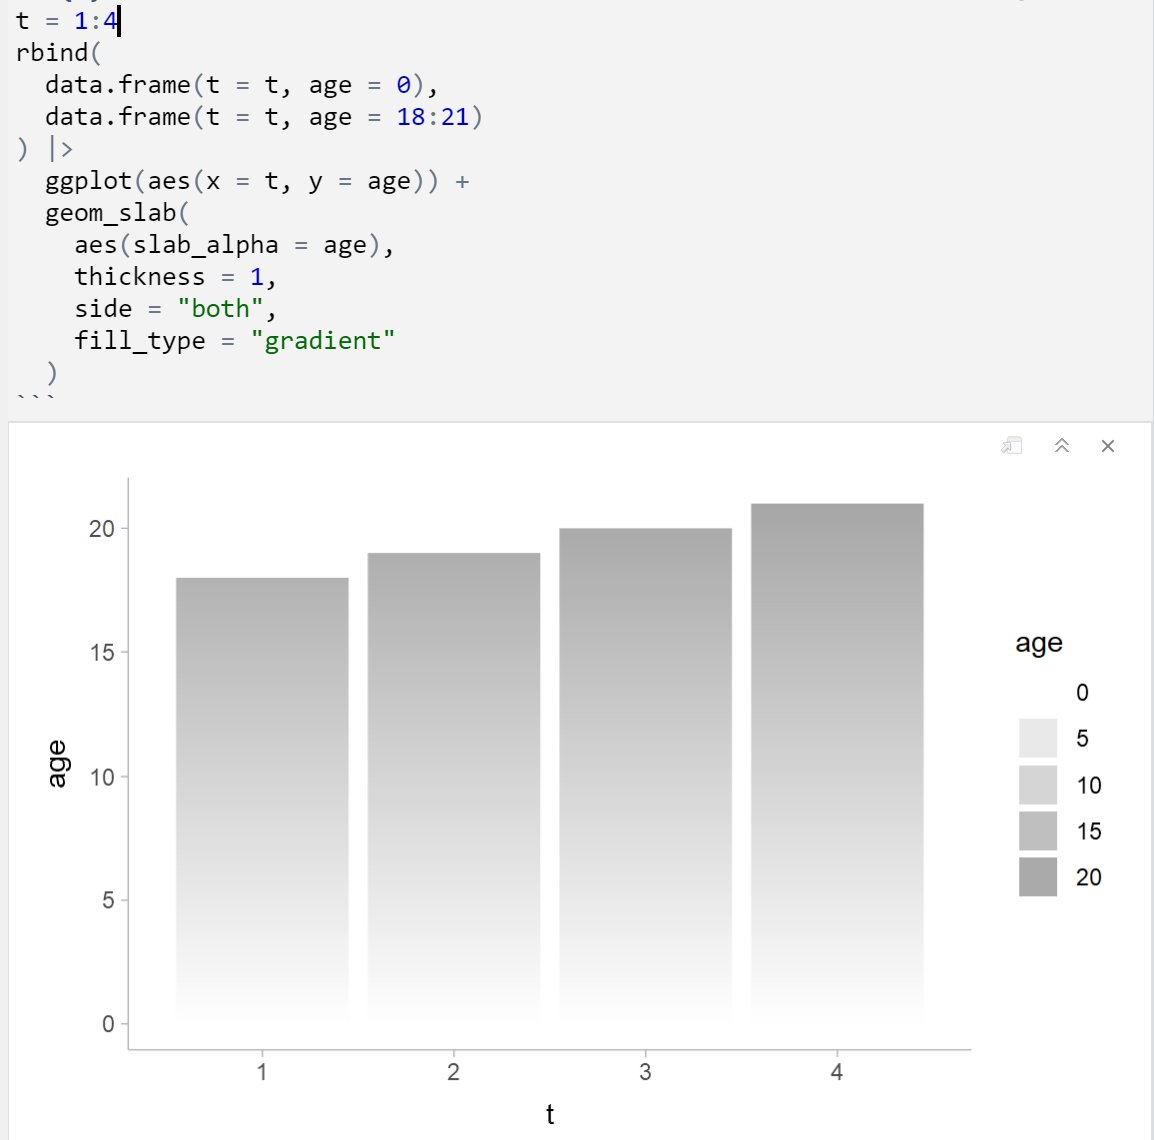 t = 1:4
rbind(
  data.frame(t = t, age = 0),
  data.frame(t = t, age = 18:21)
) |>
  ggplot(aes(x = t, y = age)) +
  geom_slab(
    aes(slab_alpha = age),
    thickness = 1,
    side = "both",
    fill_type = "gradient"
  )
```
20
15
10
5
0
age
1 2 3 4
t
age
0
5
10
15
20